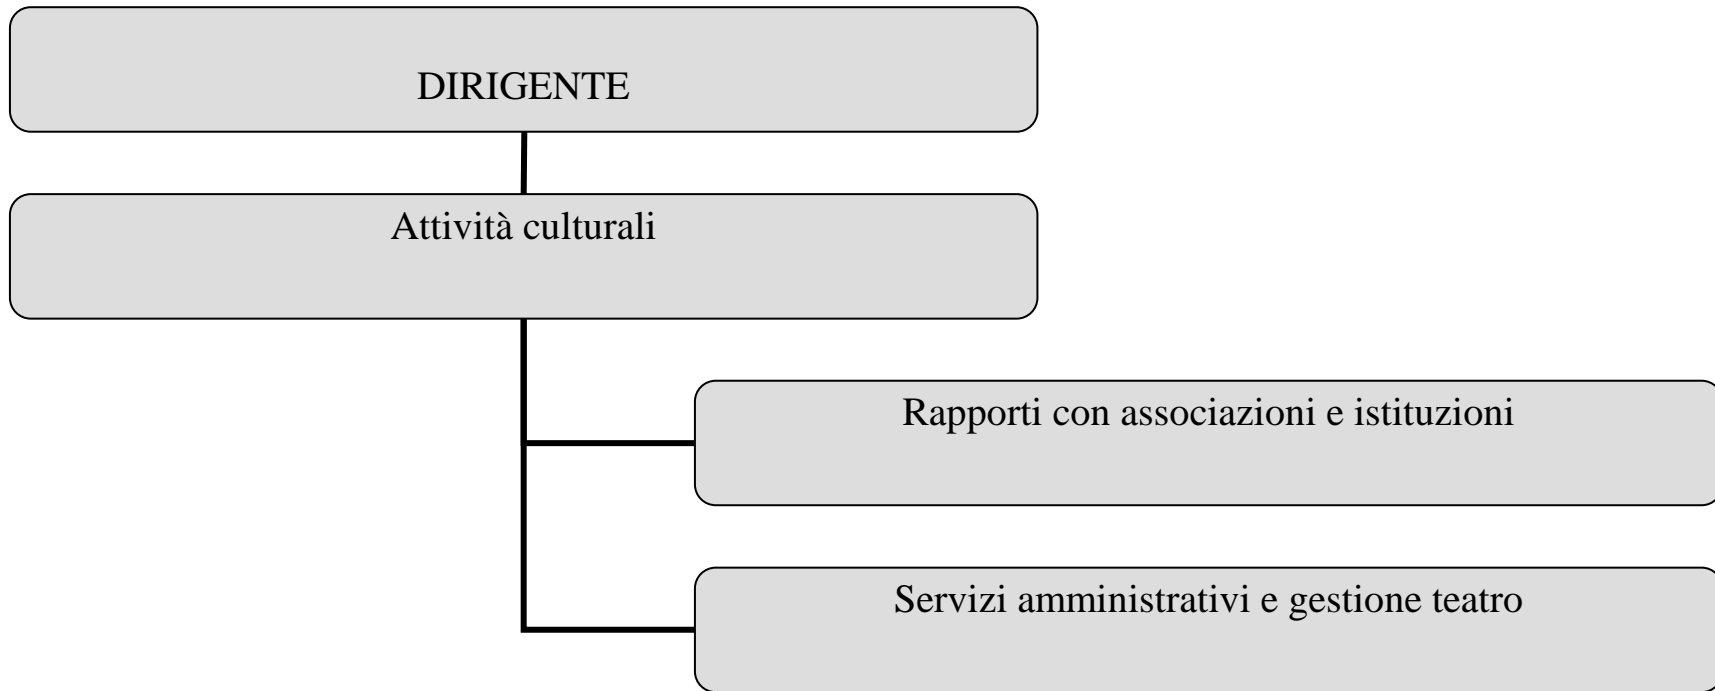 DIRIGENTE
Attività culturali
Rapporti con associazioni e istituzioni
Servizi amministrativi e gestione teatro